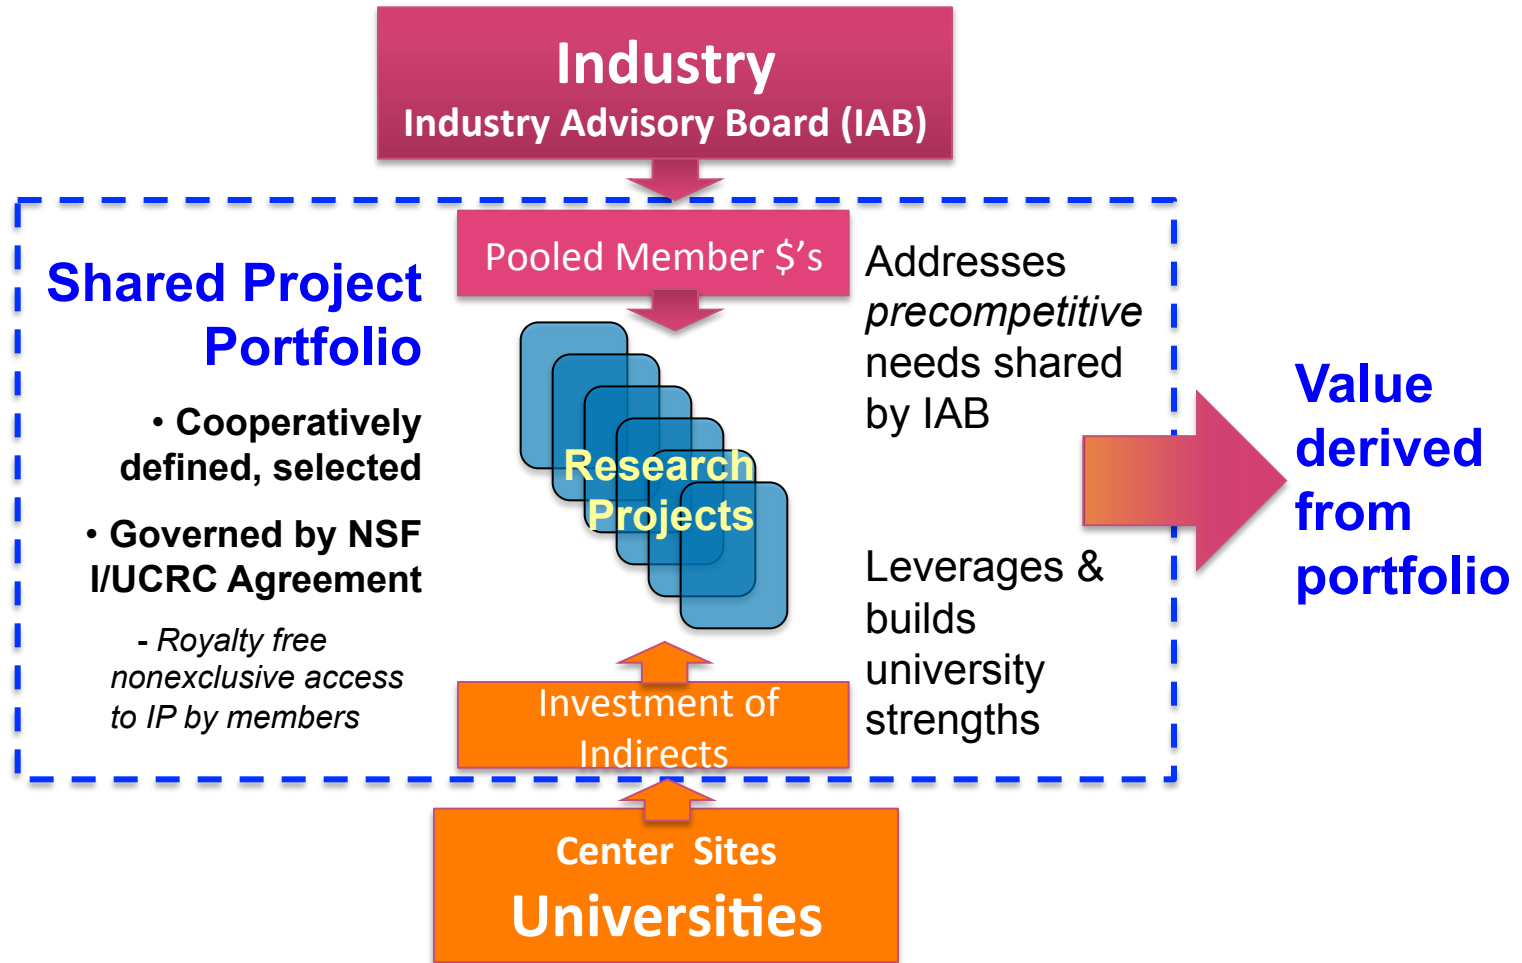 Industry
Industry Advisory Board (IAB)
Pooled Member $'s
Shared Project
Portfolio
• Cooperatively
defined, selected
• Governed by NSF
I/UCRC Agreement
- Royalty free
nonexclusive access
to IP by members
Research
Projects
Addresses
precompetitive
needs shared
by IAB
Leverages &
builds
university
strengths
Investment of
Indirects
Center Sites
Universities
Value
derived
from
portfolio